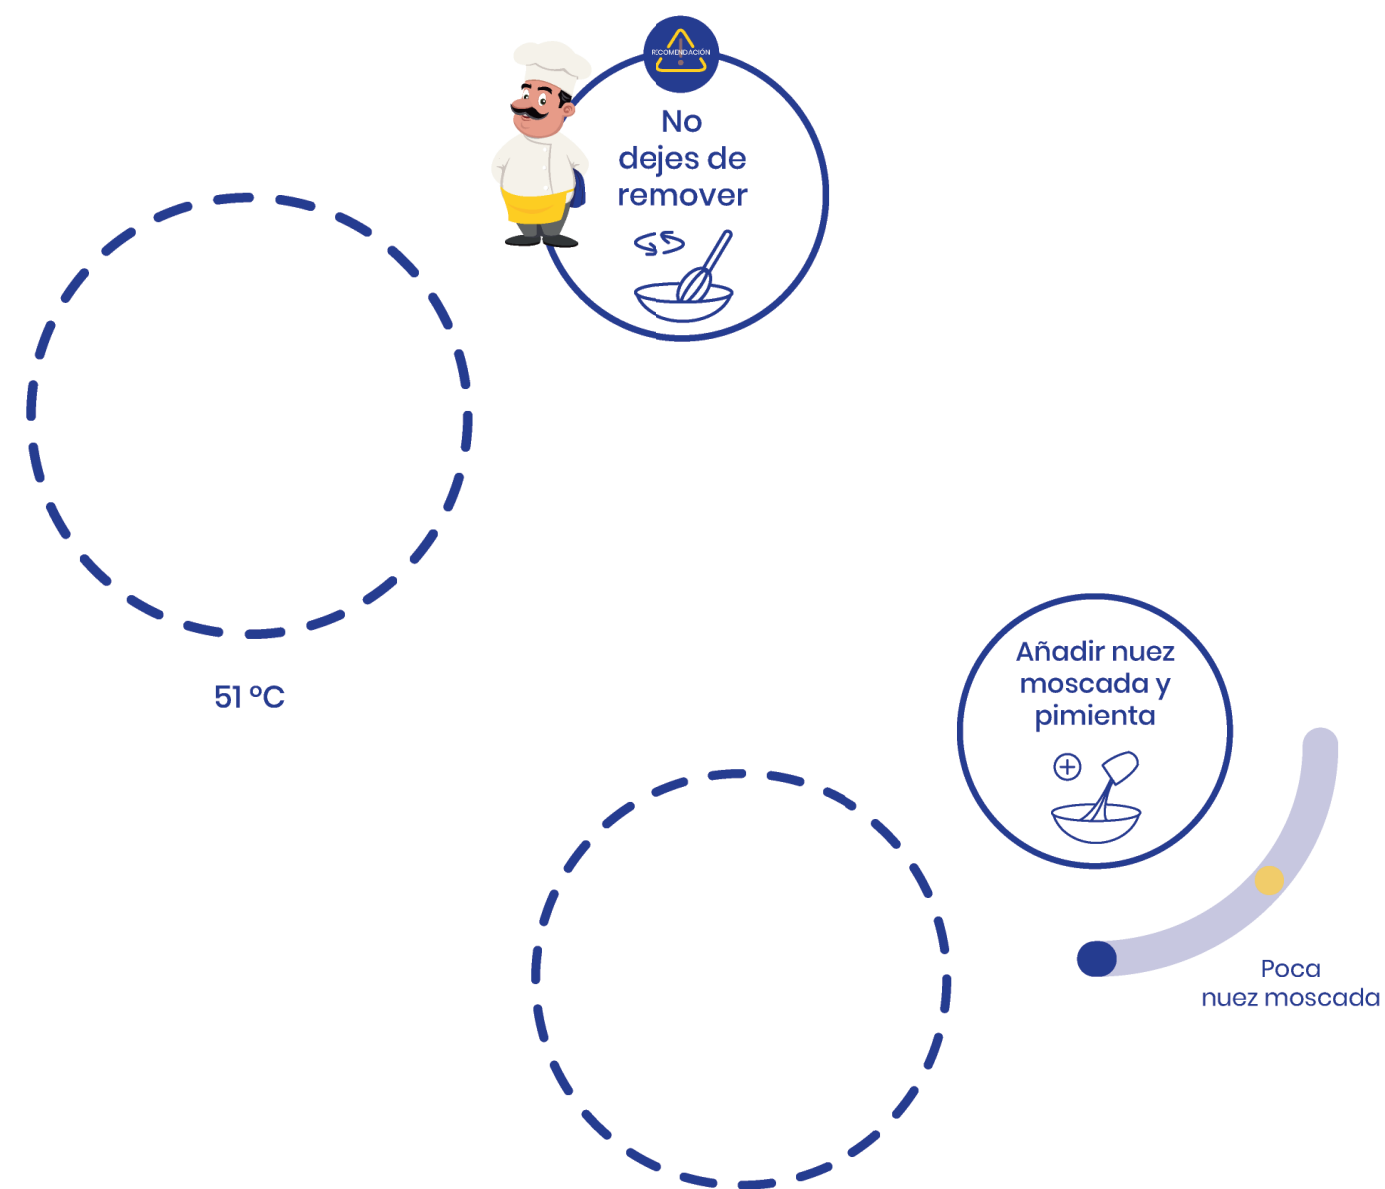 RECOMENDACIÓN
No
dejes de
remover
51 ºC
Añadir nuez
moscada y
pimienta
Poca
nuez moscada